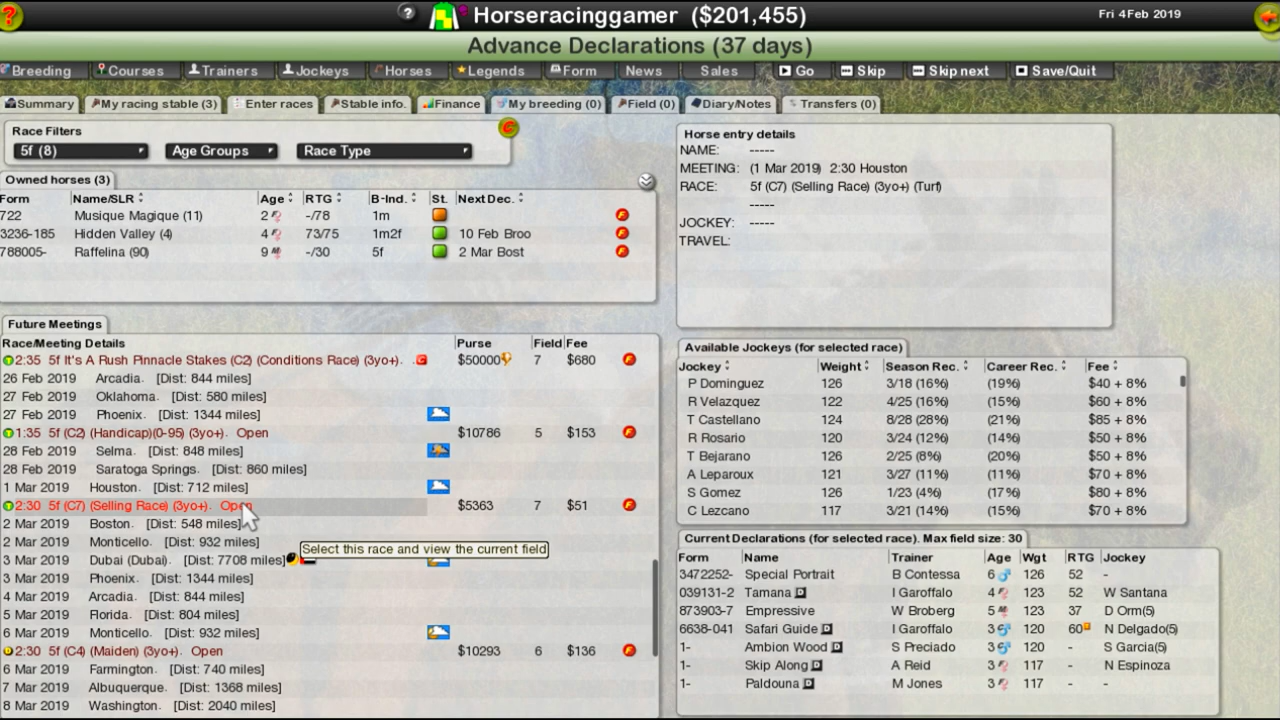 ? ? Horseracinggamer ($201,455) Fri 4Feb 2019
Advance Declarations (37 days)
Breeding Courses Trainers Jockeys Horses Legends Form News Sales Go Skip Skip next Save/Quit
Summary My racing stable (3) Enter races Stable info. Finance My breeding (0) Field (0) Diary/Notes Transfers (0)
Race Filters
5f (8) Age Groups Race Type
Owned horses (3)
Form Name/SLR Age RTG B-Ind. St. Next Dec.
722 Musique Magique (11) 2 -/78 1m
3236-185 Hidden Valley (4) 4 73/75 1m2f 10 Feb Broo
788005- Raffelina (90) 9 -/30 5f 2 Mar Bost
Future Meetings
Race/Meeting Details Purse Field Fee
2:35 5f It's A Rush Pinnacle Stakes (C2) (Conditions Race) (3yo+). $50000 7 $680
26 Feb 2019 Arcadia. [Dist: 844 miles]
27 Feb 2019 Oklahoma. [Dist: 580 miles]
27 Feb 2019 Phoenix. [Dist: 1344 miles]
1:35 5f (C2) (Handicap)(0-95) (3yo+). Open $10786 5 $153
28 Feb 2019 Selma. [Dist: 848 miles]
28 Feb 2019 Saratoga Springs. [Dist: 860 miles]
1 Mar 2019 Houston. [Dist: 712 miles]
2:30 5f (C7) (Selling Race) (3yo+). Open $5363 7 $51
2 Mar 2019 Boston. [Dist: 548 miles]
2 Mar 2019 Monticello. [Dist: 932 miles]
Select this race and view the current field
3 Mar 2019 Dubai (Dubai). [Dist: 7708 miles]
3 Mar 2019 Phoenix. [Dist: 1344 miles]
4 Mar 2019 Arcadia. [Dist: 844 miles]
5 Mar 2019 Florida. [Dist: 804 miles]
6 Mar 2019 Monticello. [Dist: 932 miles]
2:30 5f (C4) (Maiden) (3yo+). Open $10293 6 $136
6 Mar 2019 Farmington. [Dist: 740 miles]
7 Mar 2019 Albuquerque. [Dist: 1368 miles]
8 Mar 2019 Washington. [Dist: 2040 miles]
Horse entry details
NAME: -----
MEETING: (1 Mar 2019) 2:30 Houston
RACE: 5f (C7) (Selling Race) (3yo+) (Turf)
-----
JOCKEY: -----
TRAVEL:
Available Jockeys (for selected race)
Jockey Weight Season Rec. Career Rec. Fee
P Dominguez 126 3/18 (16%) (19%) $40 + 8%
R Velazquez 122 4/25 (16%) (15%) $60 + 8%
T Castellano 124 8/28 (28%) (21%) $85 + 8%
R Rosario 120 3/24 (12%) (14%) $50 + 8%
T Bejarano 126 2/25 (8%) (20%) $50 + 8%
A Leparoux 121 3/27 (11%) (11%) $70 + 8%
S Gomez 126 1/23 (4%) (17%) $80 + 8%
C Lezcano 117 3/21 (14%) (15%) $70 + 8%
Current Declarations (for selected race). Max field size: 30
Form Name Trainer Age Wgt RTG Jockey
3472252- Special Portrait B Contessa 6 126 52 -
039131-2 Tamana D I Garoffalo 4 123 52 W Santana
873903-7 Empressive W Broberg 5 123 37 D Orm(5)
6638-041 Safari Guide D I Garoffalo 3 120 60 N Delgado(5)
1- Ambion Wood D S Preciado 3 120 - S Garcia(5)
1- Skip Along D A Reid 3 117 - N Espinoza
1- Paldouna D M Jones 3 117 - -